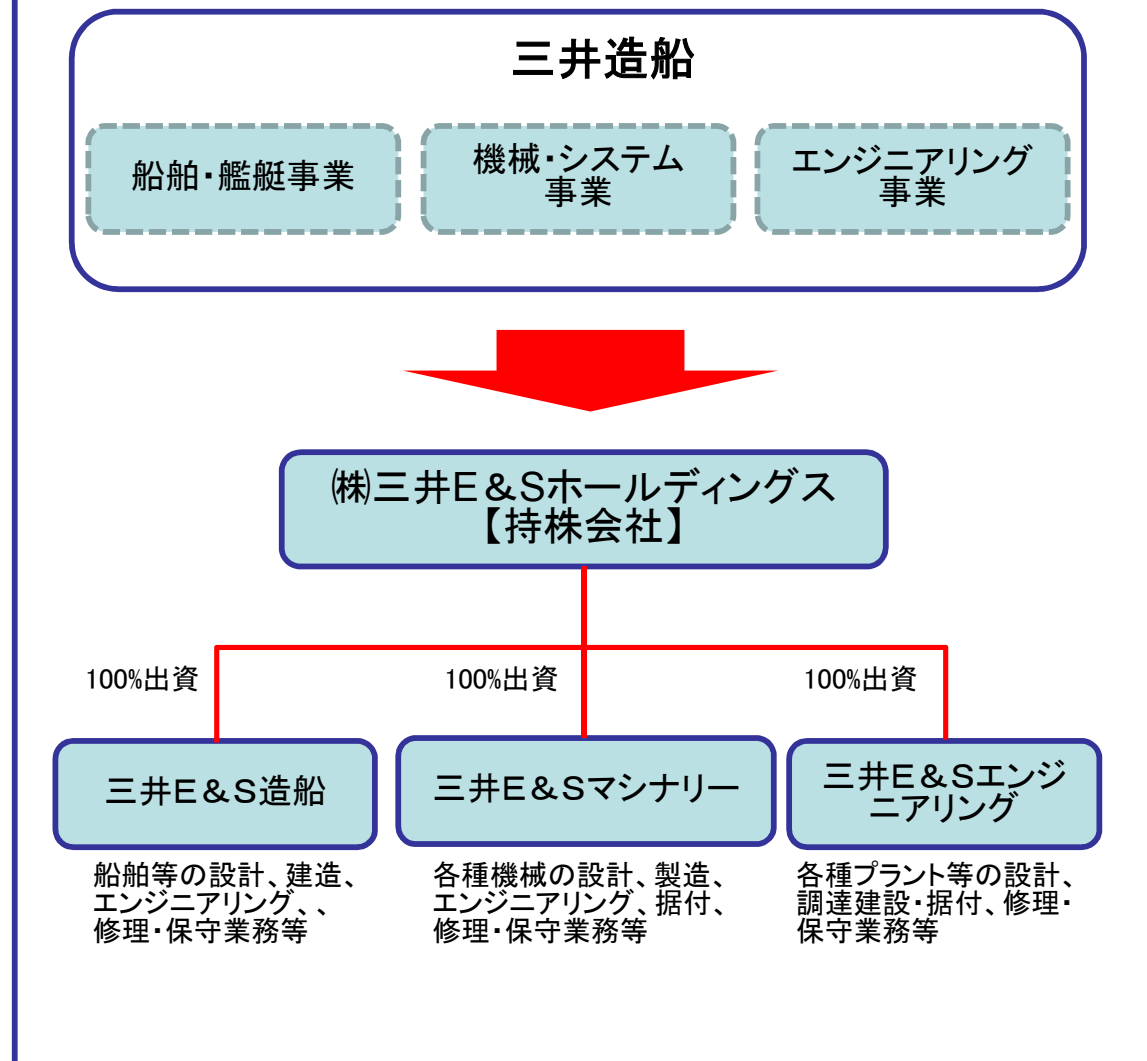 三井造船
船舶・艦艇事業
機械・システム
事業
エンジニアリング
事業
㈱三井E&Sホールディングス
【持株会社】
100%出資
100%出資
100%出資
三井E&S造船
三井E&Sマシナリー
三井E&Sエンジ
ニアリング
船舶等の設計、建造、
エンジニアリング、、
修理・保守業務等
各種機械の設計、製造、
エンジニアリング、据付、
修理・保守業務等
各種プラント等の設計、
調達建設・据付、修理・
保守業務等